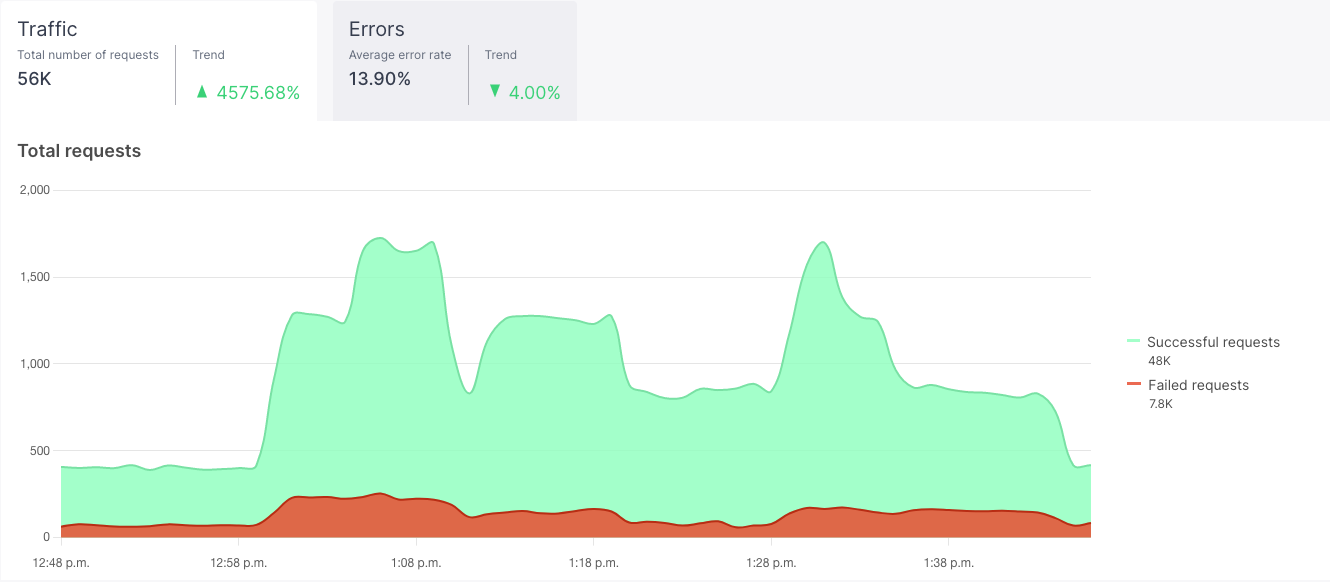 Traffic
Total number of requests
56K
Trend
▲ 4575.68%
Errors
Average error rate
13.90%
Trend
▼ 4.00%
Total requests
2,000
1,500
1,000
500
0
12:48 p.m.
12:58 p.m.
1:08 p.m.
1:18 p.m.
1:28 p.m.
1:38 p.m.
Successful requests
48K
Failed requests
7.8K